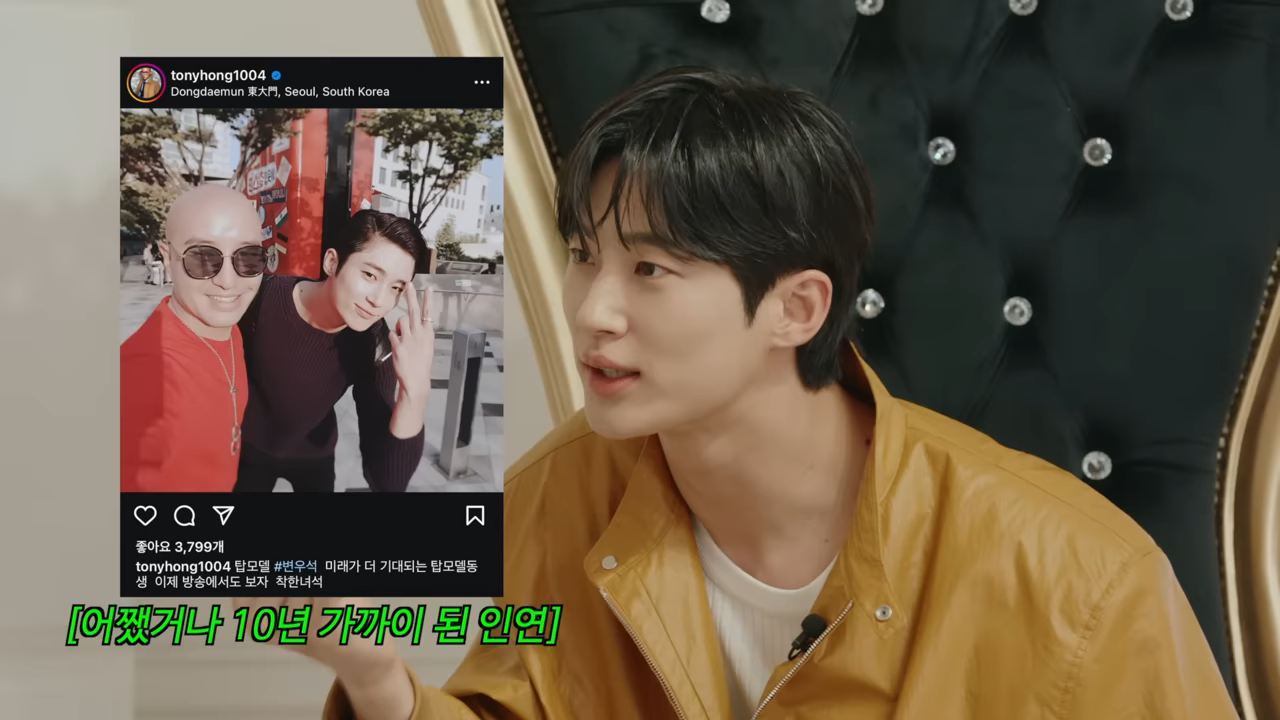 tonyhong1004
Dongdaemun 東大門, Seoul, South Korea
좋아요 3,799개
tonyhong1004 탑모델 #변우석 미래가 더 기대되는 탑모델동
생 이제 방송에서도 보자 착한녀석
[어쨌거나 10년 가까이 된 인연]